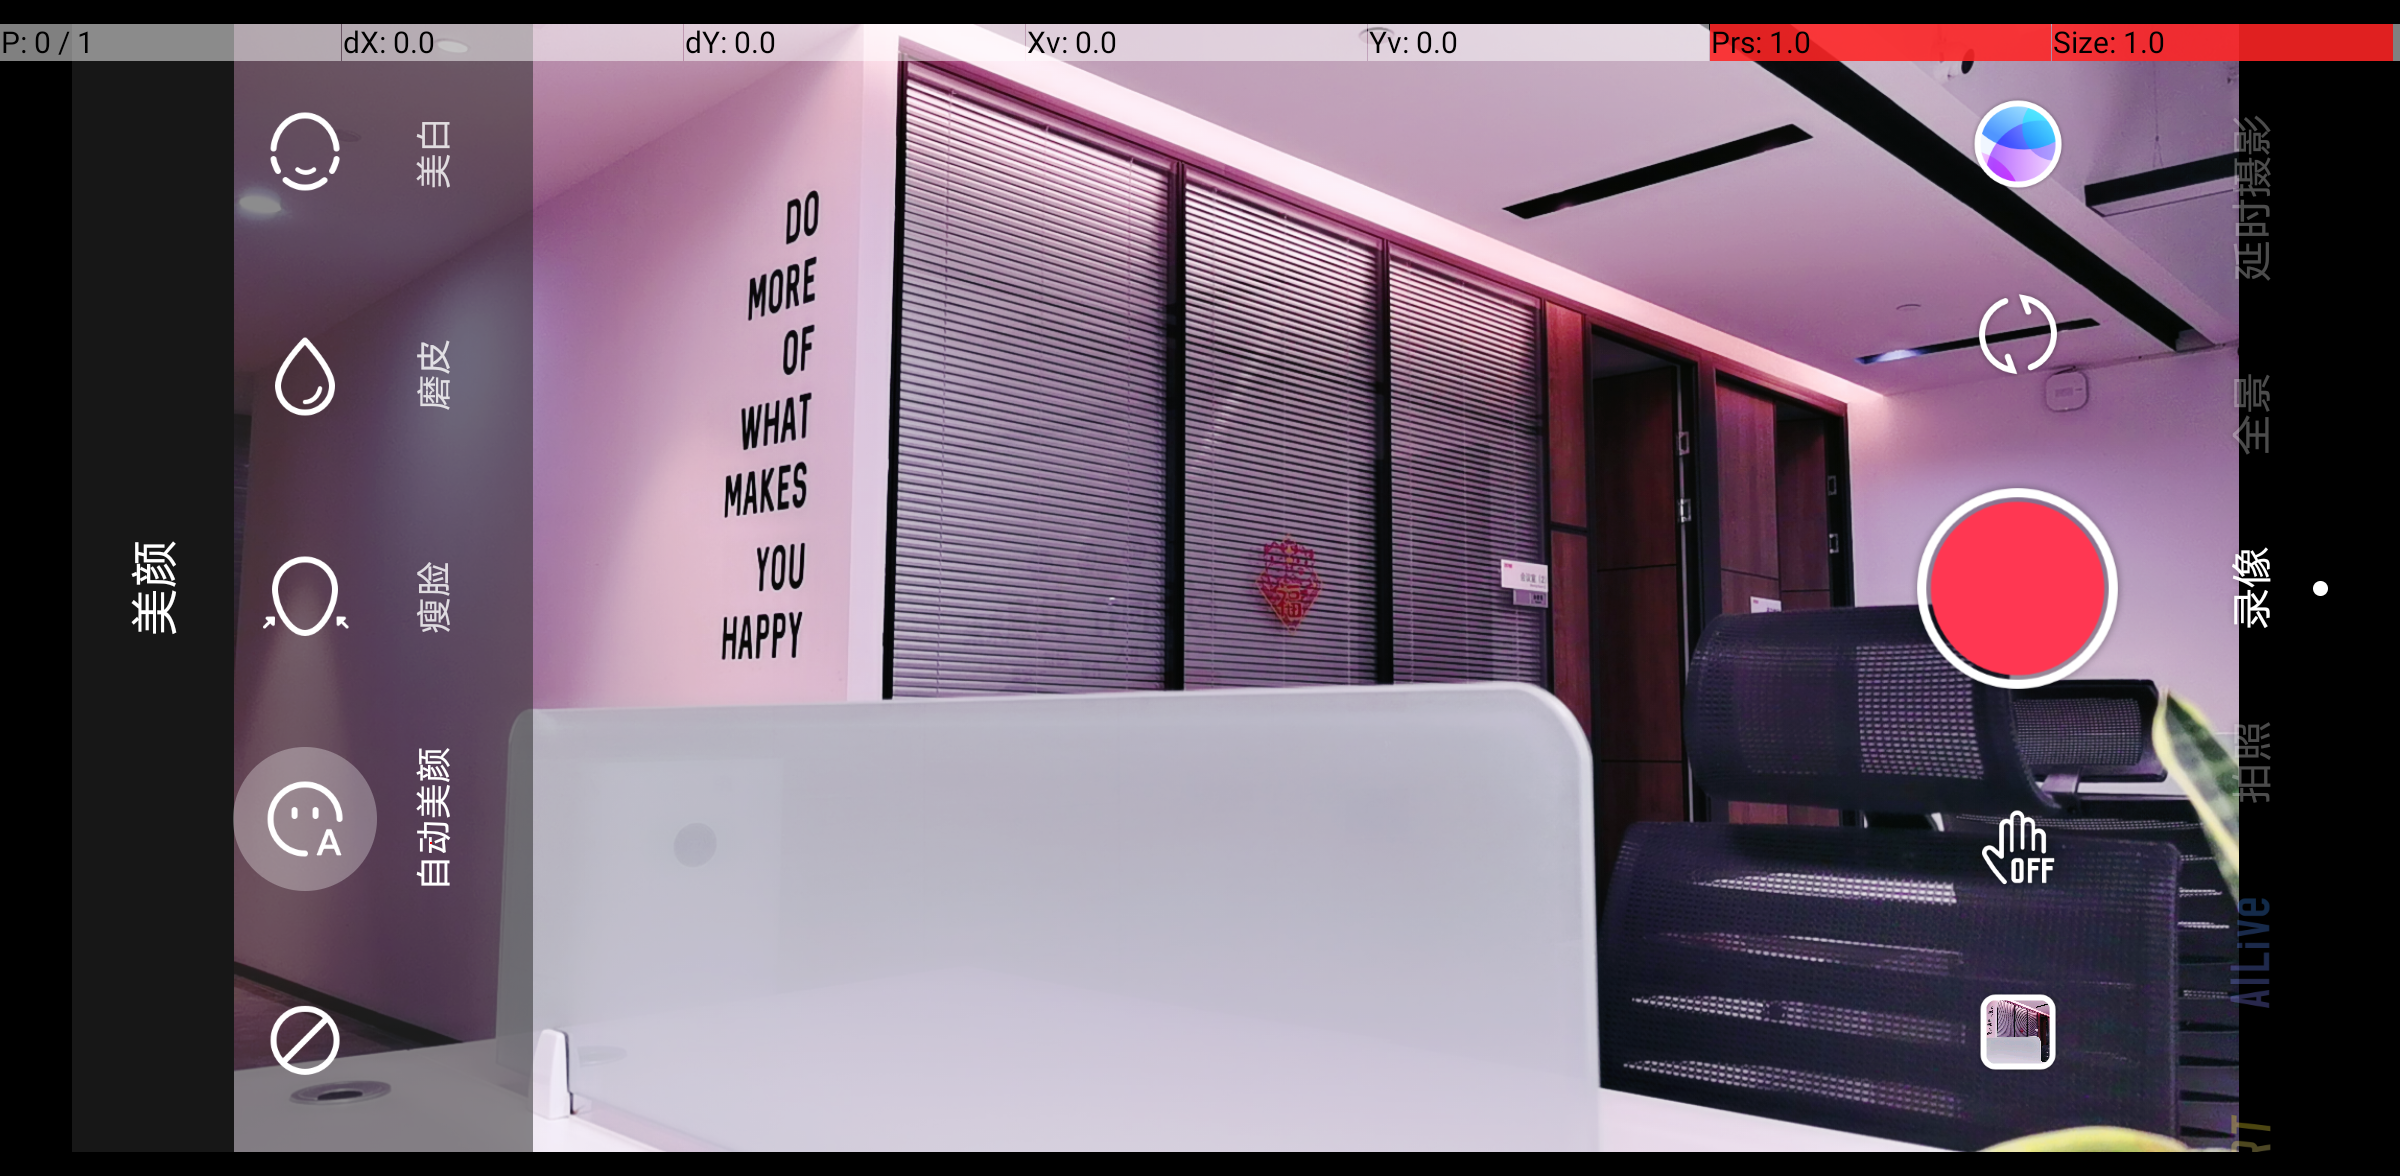 P: 0 / 1
dX: 0.0
dY: 0.0
Xv: 0.0
Yv: 0.0
Prs: 1.0
Size: 1.0
美颜
美白
磨皮
瘦脸
自动美颜
A
DO
MORE
OF
WHAT
MAKES
YOU
HAPPY
福
OFF
延时摄影
全景
录像
拍照
AILive